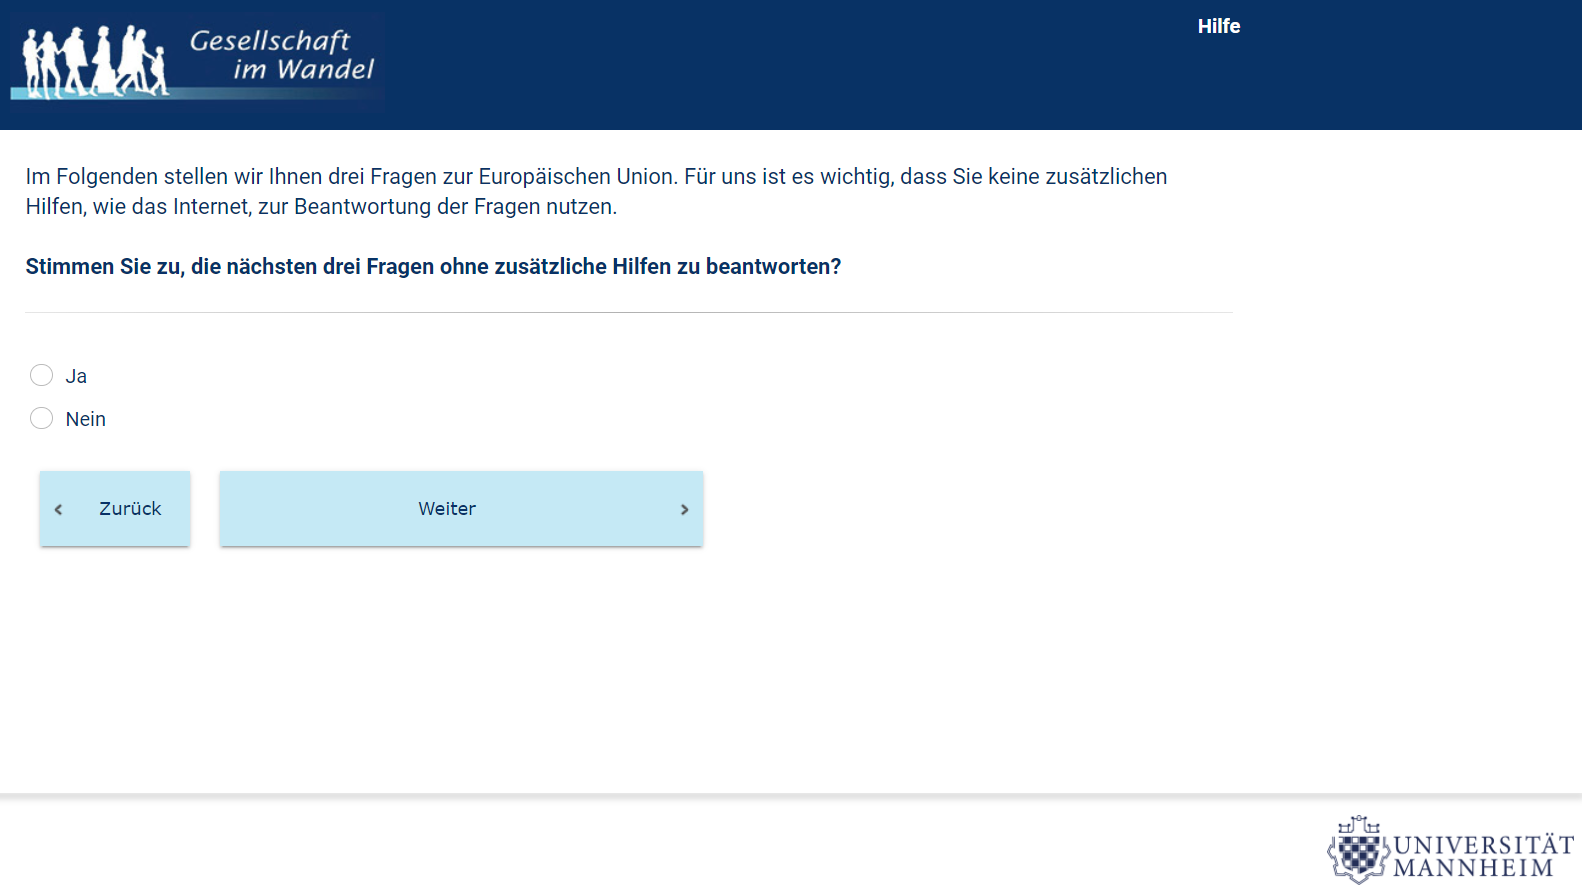 Gesellschaft
im Wandel
Hilfe
Im Folgenden stellen wir Ihnen drei Fragen zur Europäischen Union. Für uns ist es wichtig, dass Sie keine zusätzlichen
Hilfen, wie das Internet, zur Beantwortung der Fragen nutzen.
Stimmen Sie zu, die nächsten drei Fragen ohne zusätzliche Hilfen zu beantworten?
Ja
Nein
Zurück
Weiter
UNIVERSITÄT
MANNHEIM